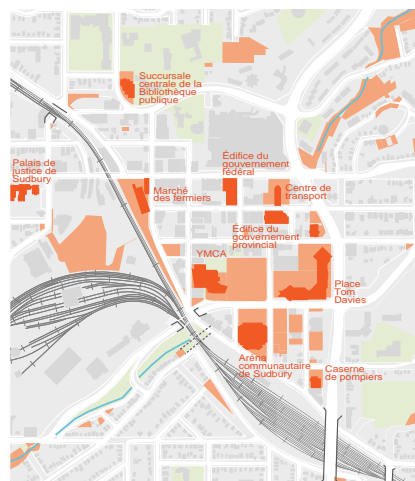 Succursale
centrale de la
Bibliothèque
publique
Palais de
justice de
Sudbury
Édifice du
gouvernement
fédéral
Marché
des fermiers
Centre de
transport
Édifice du
gouvernement
provincial
YMCA
Place
Tom
Davies
Aréna
communautaire
de Sudbury
Caserne
de pompiers